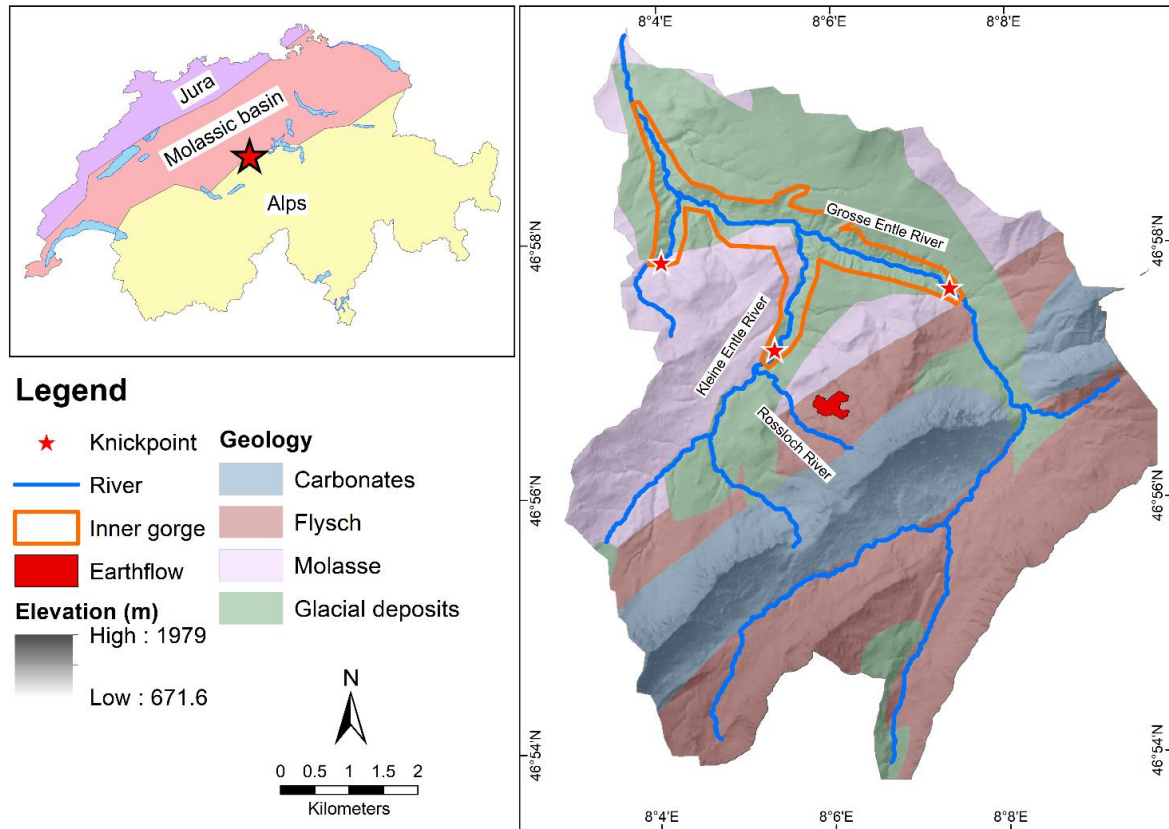 Jura
Molassic basin
Alps
Legend
Knickpoint
River
Inner gorge
Earthflow
Elevation (m)
High : 1979
Low : 671.6
Geology
Carbonates
Flysch
Molasse
Glacial deposits
N
0 0.5 1 1.5 2
Kilometers
8°4'E 8°6'E 8°8'E
46°58'N
46°56'N
46°54'N
Grosse Entle River
Kleine Entle River
Rossloch River
46°58'N
46°56'N
46°54'N
8°4'E 8°6'E 8°8'E